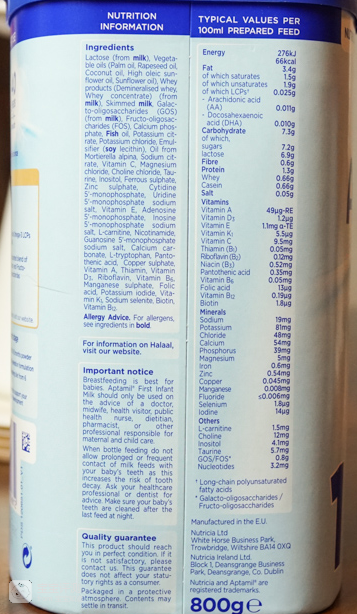 NUTRITION
INFORMATION
Ingredients
Lactose (from milk), Vegeta-
ble oils (Palm oil, Rapeseed oil,
Coconut oil, High oleic sun-
flower oil, Sunflower oil), Whey
products (Demineralised whey,
Whey concentrate) (from
milk), Skimmed milk, Galac-
to-oligosaccharides (GOS)
(from milk), Fructo-oligosac-
charides (FOS), Calcium phos-
phate, Fish oil, Potassium cit-
rate, Potassium chloride, Emul-
sifier (soy lecithin), Oil from
Mortierella alpina, Sodium cit-
rate, Vitamin C, Magnesium
chloride, Choline chloride, Tau-
rine, Inositol, Ferrous sulphate,
Zinc sulphate, Cytidine
5'-monophosphate, Uridine
5'-monophosphate sodium
salt, Vitamin E, Adenosine
5'-monophosphate, Inosine
5'-monophosphate sodium
salt, L-carnitine, Nicotinamide,
Guanosine 5'-monophosphate
sodium salt, Calcium car-
bonate, L-tryptophan, Panto-
thenic acid, Copper sulphate,
Vitamin A, Thiamin, Vitamin
D₃, Riboflavin, Vitamin B₆,
Manganese sulphate, Folic
acid, Potassium iodide, Vita-
min K₁, Sodium selenite, Biotin,
Vitamin B₁₂.
Allergy Advice. For allergens,
see ingredients in bold.
For information on Halaal,
visit our website.
Important notice
Breastfeeding is best for
babies. Aptamil® First Infant
Milk should only be used on
the advice of a doctor,
midwife, health visitor, public
health nurse, dietitian,
pharmacist, or other
professional responsible for
maternal and child care.
When bottle feeding do not
allow prolonged or frequent
contact of milk feeds with
your baby's teeth as this
increases the risk of tooth
decay. Ask your healthcare
professional or dentist for
advice. Make sure your baby's
teeth are cleaned after the
last feed at night.
Quality guarantee
This product should reach
you in perfect condition. If it
is not satisfactory, please
contact us. This guarantee
does not affect your statu-
tory rights as a consumer.
Packaged in a protective
atmosphere. Contents may
settle in transit.
TYPICAL VALUES PER
100ml PREPARED FEED
Energy 276kJ
66kcal
Fat 3.4g
of which saturates 1.5g
of which unsaturates 1.9g
of which LCPs† 0.025g
- Arachidonic acid
(AA) 0.011g
- Docosahexaenoic
acid (DHA) 0.010g
Carbohydrate 7.3g
of which,
sugars 7.2g
lactose 6.9g
Fibre 0.6g
Protein 1.3g
Whey 0.66g
Casein 0.66g
Salt 0.05g
Vitamins
Vitamin A 49µg-RE
Vitamin D₃ 1.2µg
Vitamin E 1.1mg α-TE
Vitamin K₁ 5.5µg
Vitamin C 9.5mg
Thiamin (B₁) 0.05mg
Riboflavin (B₂) 0.12mg
Niacin (B₃) 0.52mg
Pantothenic acid 0.35mg
Vitamin B₆ 0.05mg
Folic acid 13µg
Vitamin B₁₂ 0.19µg
Biotin 1.8µg
Minerals
Sodium 19mg
Potassium 81mg
Chloride 48mg
Calcium 54mg
Phosphorus 39mg
Magnesium 5mg
Iron 0.6mg
Zinc 0.54mg
Copper 0.045mg
Manganese 0.008mg
Fluoride ≤0.006mg
Selenium 1.8µg
Iodine 14µg
Others
L-carnitine 1.5mg
Choline 12mg
Inositol 4.1mg
Taurine 5.7mg
GOS/FOS* 0.8g
Nucleotides 3.2mg
† Long-chain polyunsaturated
fatty acids
* Galacto-oligosaccharides /
Fructo-oligosaccharides
Manufactured in the E.U.
Nutricia Ltd
White Horse Business Park,
Trowbridge, Wiltshire BA14 0XQ
Nutricia Ireland Ltd.
Block 1, Deansgrange Business
Park, Deansgrange, Co. Dublin
Nutricia and Aptamil® are
registered trademarks.
800g e